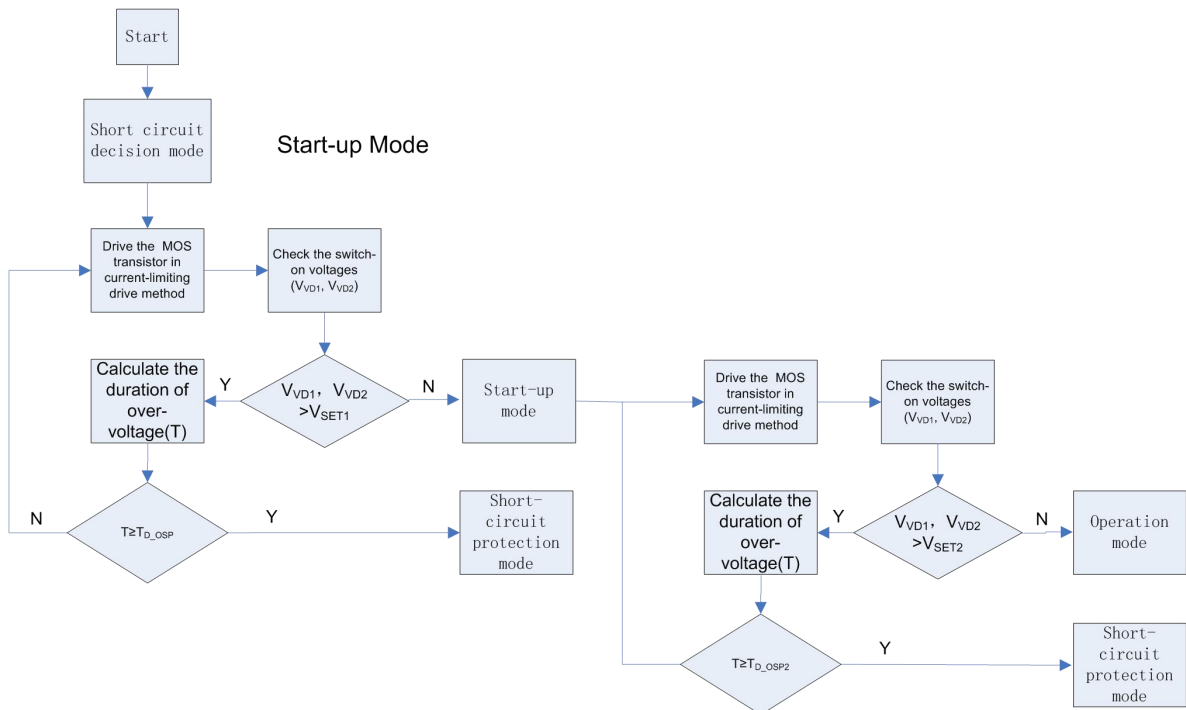 Start
Short circuit
decision mode
Start-up Mode
Drive the MOS
transistor in
current-limiting
drive method
Check the switch-
on voltages
(VVD1, VVD2)
Calculate the
duration of
over-
voltage(T)
Y
VVD1, VVD2
>VSET1
N
Start-up
mode
Drive the MOS
transistor in
current-limiting
drive method
Check the switch-
on voltages
(VVD1, VVD2)
N
T≥TD_OSP
Y
Short-
circuit
protection
mode
Calculate the
duration of
over-
voltage(T)
Y
VVD1, VVD2
>VSET2
N
Operation
mode
T≥TD_OSP2
Y
Short-
circuit
protection
mode